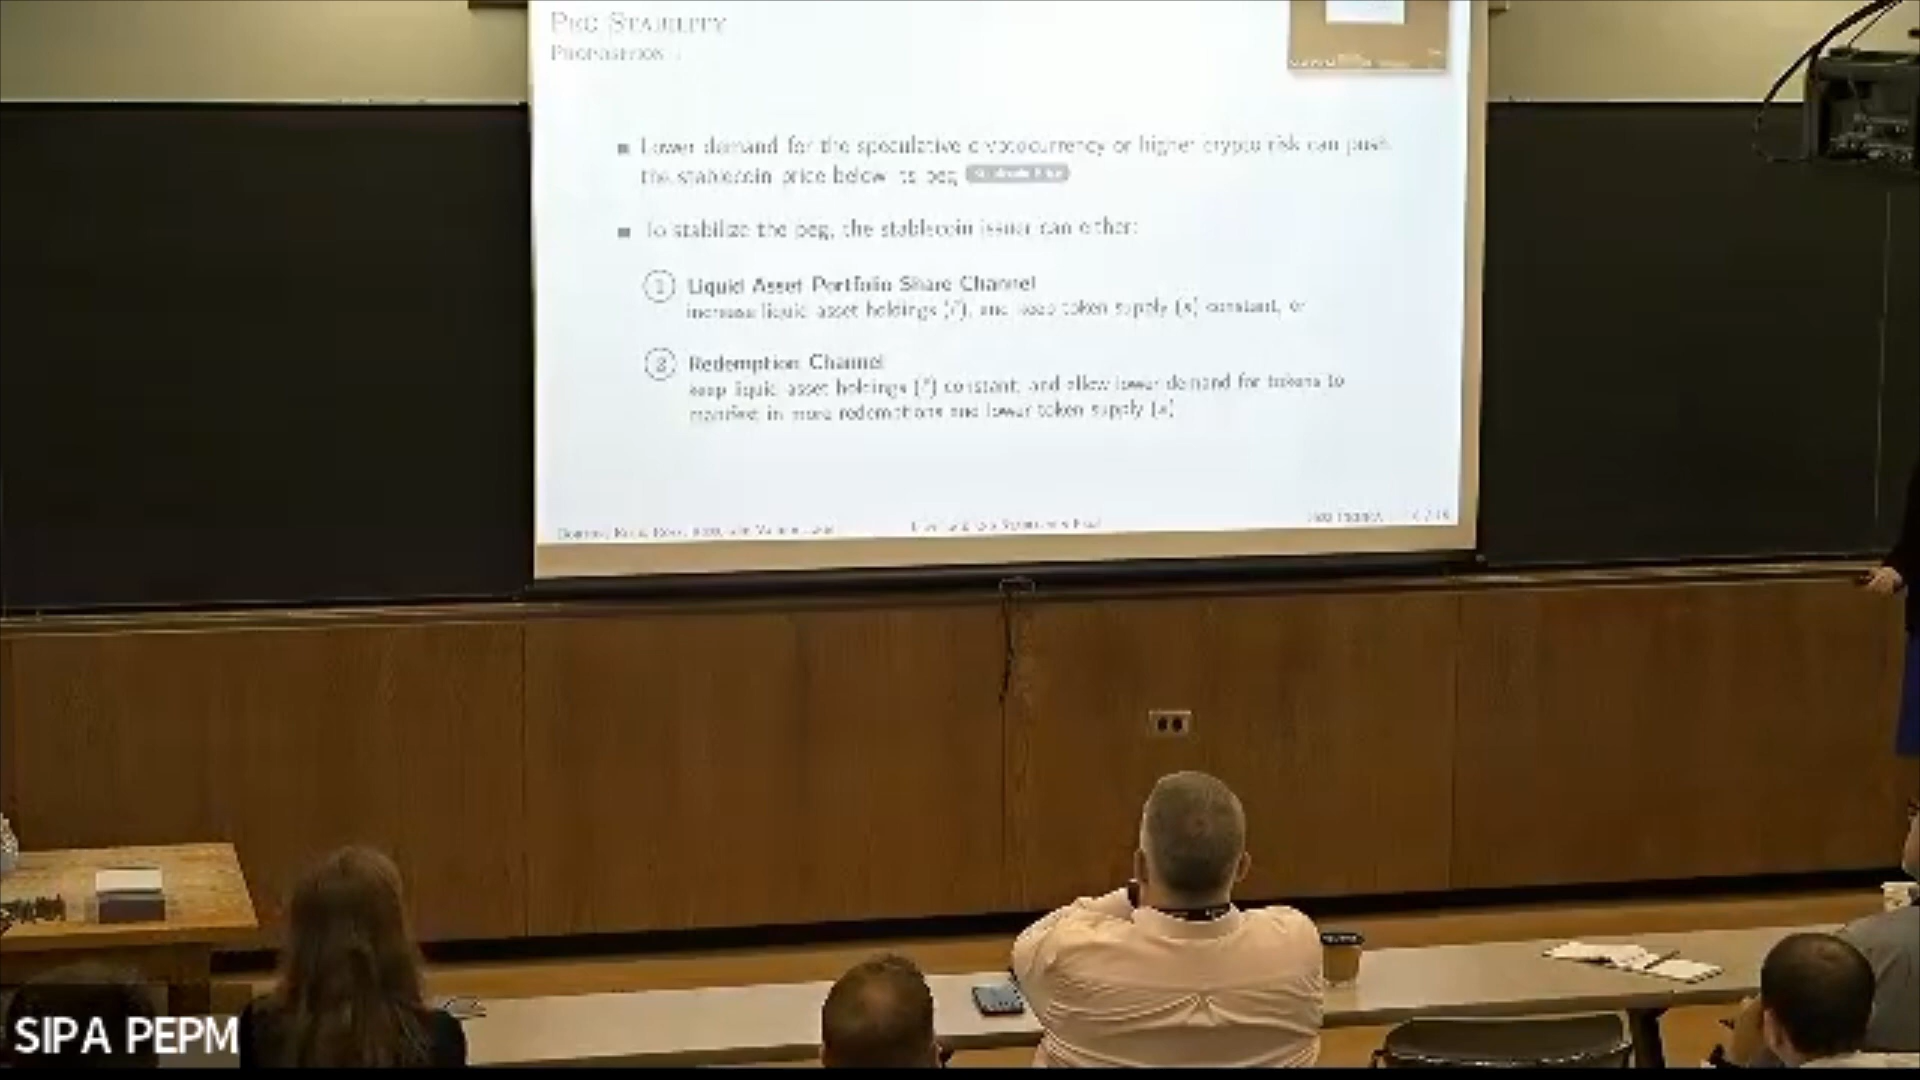 PEG STABILITY
PROPOSITION
Lower demand for the speculative cryptocurrency or higher crypto risk can push
the stablecoin price below its peg
To stabilize the peg, the stablecoin issuer can either:
1 Liquid Asset Portfolio Share Channel
increase liquid asset holdings (ℓ), and keep token supply (s) constant, or
2 Redemption Channel
keep liquid asset holdings (ℓ) constant, and allow lower demand for tokens to
manifest in more redemptions and lower token supply (s)
SIPA PEPM